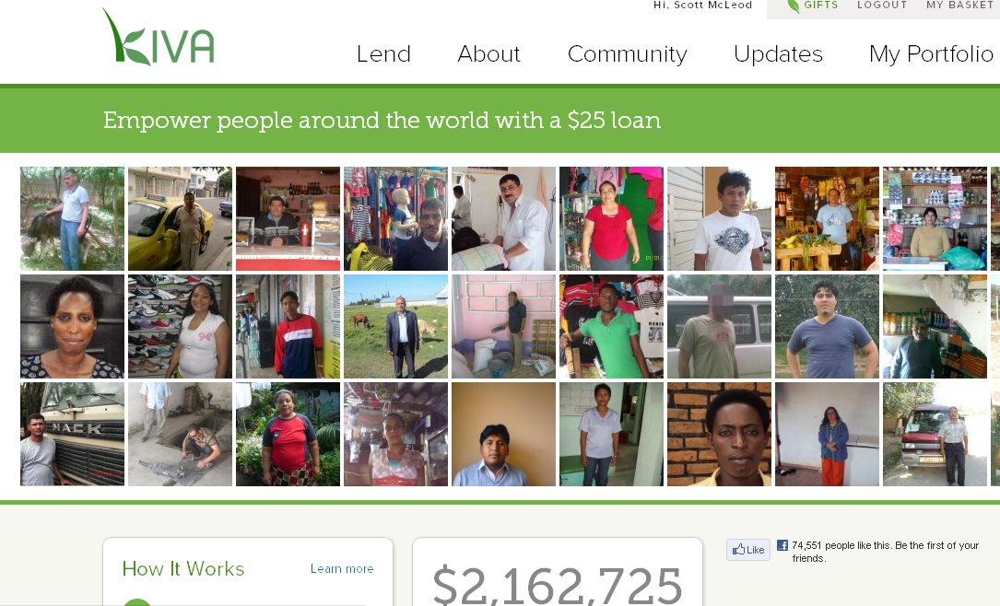 Hi, Scott McLeod
GIFTS
LOGOUT
MY BASKET
KIVA
Lend
About
Community
Updates
My Portfolio
Empower people around the world with a $25 loan
MACK
How It Works
Learn more
$2,162,725
Like
74,551 people like this. Be the first of your
friends.